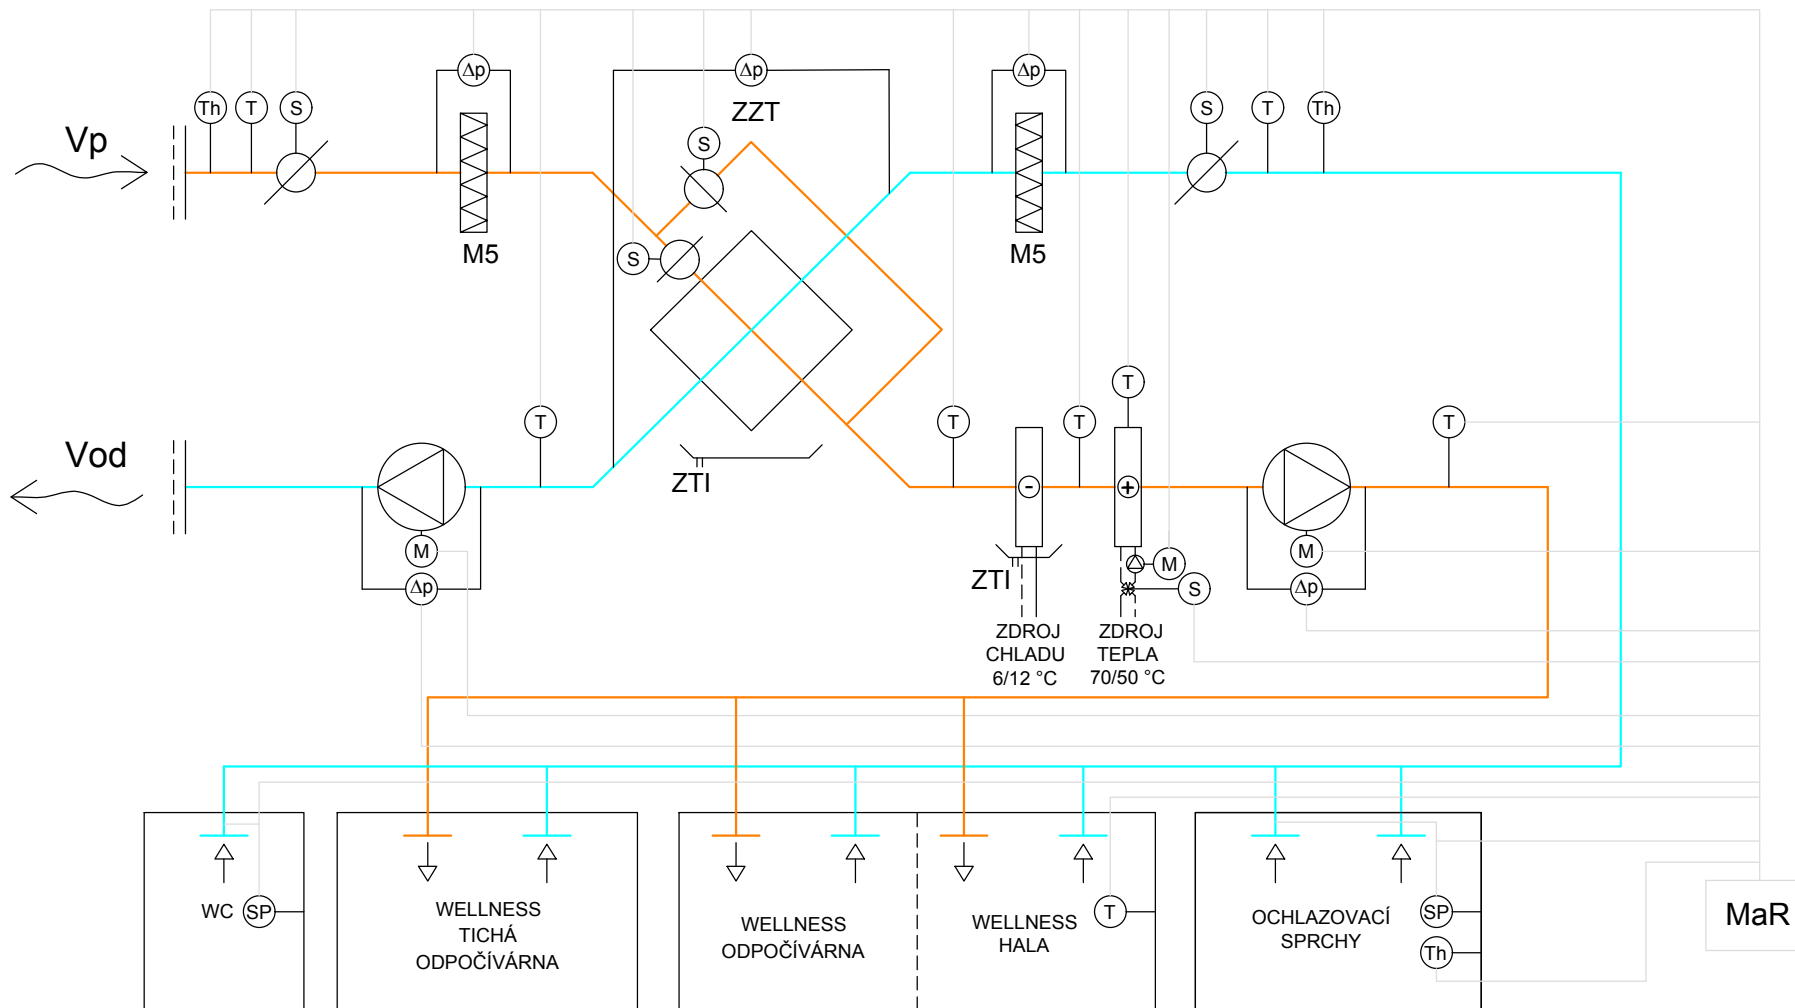 Δp Δp Δp
Th T S S T Th
ZZT
Vp
S
M5 S M5
T
T T T T
Vod
ZTI
- +
M M M
ZTI
Δp S Δp
ZDROJ ZDROJ
CHLADU TEPLA
6/12 °C 70/50 °C
WC SP
WELLNESS
TICHÁ
ODPOČÍVÁRNA
WELLNESS
ODPOČÍVÁRNA
WELLNESS
HALA
T
OCHLAZOVACÍ
SPRCHY
SP
Th
MaR